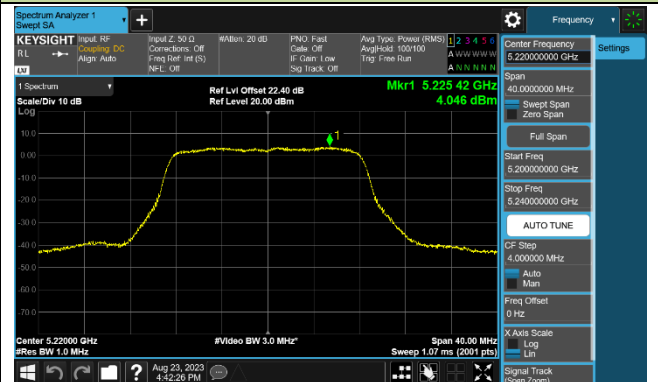 Spectrum Analyzer 1
Swept SA
Frequency
KEYSIGHT
RL
LXI
Input: RF
Coupling: DC
Align: Auto
Input Z: 50 Ω
Corrections: Off
Freq Ref: Int (S)
NFE: Off
#Atten: 20 dB
PNO: Fast
Gate: Off
IF Gain: Low
Sig Track: Off
Avg Type: Power (RMS)
Avg|Hold: 100/100
Trig: Free Run
1 2 3 4 5 6
A W W W W W
A N N N N N
1 Spectrum
Scale/Div 10 dB
Log
Ref Lvl Offset 22.40 dB
Ref Level 20.00 dBm
Mkr1 5.225 42 GHz
4.046 dBm
1
10.0
0.00
-10.0
-20.0
-30.0
-40.0
-50.0
-60.0
-70.0
Center 5.22000 GHz
#Res BW 1.0 MHz
#Video BW 3.0 MHz*
Span 40.00 MHz
Sweep 1.07 ms (2001 pts)
Aug 23, 2023
4:42:26 PM
?
Center Frequency
5.220000000 GHz
Settings
Span
40.0000000 MHz
Swept Span
Zero Span
Full Span
Start Freq
5.200000000 GHz
Stop Freq
5.240000000 GHz
AUTO TUNE
CF Step
4.000000 MHz
Auto
Man
Freq Offset
0 Hz
X Axis Scale
Log
Lin
Signal Track
(Span Zoom)